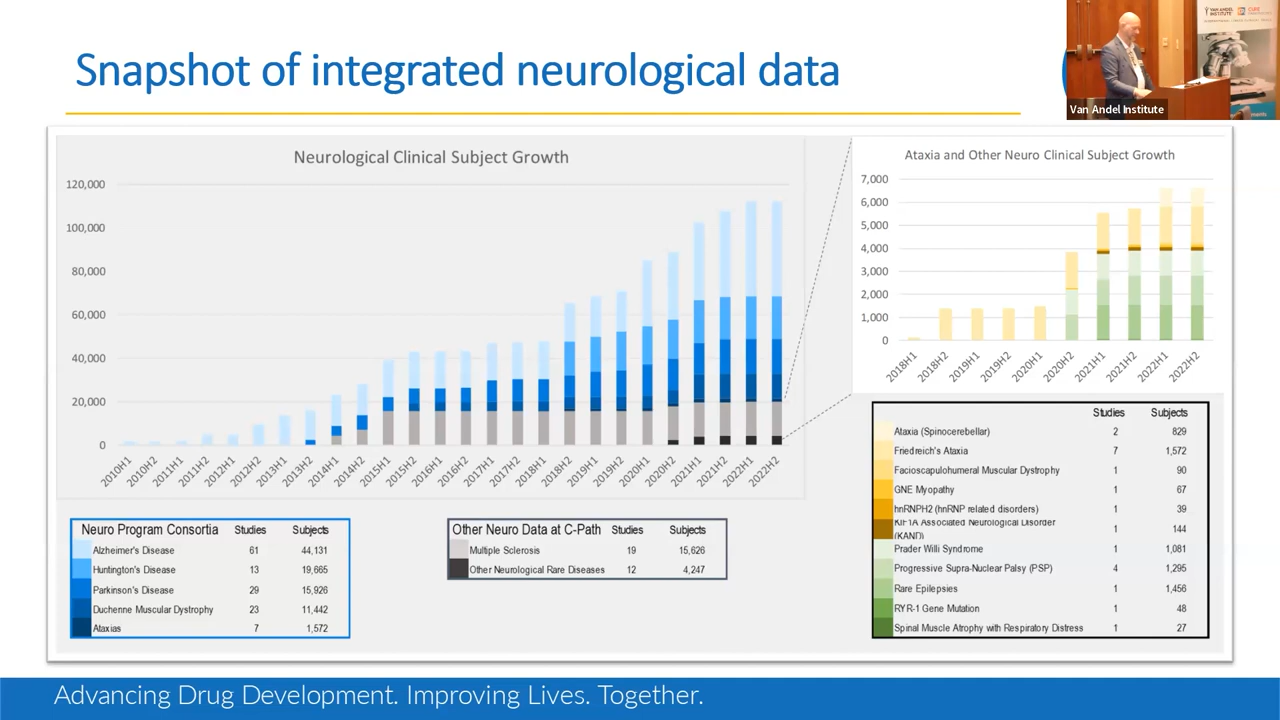 Snapshot of integrated neurological data
VAN ANDEL
INSTITUTE
CURE
Van Andel Institute
Neurological Clinical Subject Growth
120,000
100,000
80,000
60,000
40,000
20,000
0
2010H1 2010H2 2011H1 2011H2 2012H1 2012H2 2013H1 2013H2 2014H1 2014H2 2015H1 2015H2 2016H1 2016H2 2017H1 2017H2 2018H1 2018H2 2019H1 2019H2 2020H1 2020H2 2021H1 2021H2 2022H1 2022H2
Ataxia and Other Neuro Clinical Subject Growth
7,000
6,000
5,000
4,000
3,000
2,000
1,000
0
2018H1 2018H2 2019H1 2019H2 2020H1 2020H2 2021H1 2021H2 2022H1 2022H2
Neuro Program Consortia Studies Subjects
Alzheimer's Disease 61 44,131
Huntington's Disease 13 19,665
Parkinson's Disease 29 15,926
Duchenne Muscular Dystrophy 23 11,442
Ataxias 7 1,572
Other Neuro Data at C-Path Studies Subjects
Multiple Sclerosis 19 15,626
Other Neurological Rare Diseases 12 4,247
Studies Subjects
Ataxia (Spinocerebellar) 2 829
Friedreich's Ataxia 7 1,572
Facioscapulohumeral Muscular Dystrophy 1 90
GNE Myopathy 1 67
hnRNPH2 (hnRNP related disorders) 1 39
KIF1A Associated Neurological Disorder
(KAND) 1 144
Prader Willi Syndrome 1 1,081
Progressive Supra-Nuclear Palsy (PSP) 4 1,295
Rare Epilepsies 1 1,456
RYR-1 Gene Mutation 1 48
Spinal Muscle Atrophy with Respiratory Distress 1 27
Advancing Drug Development. Improving Lives. Together.